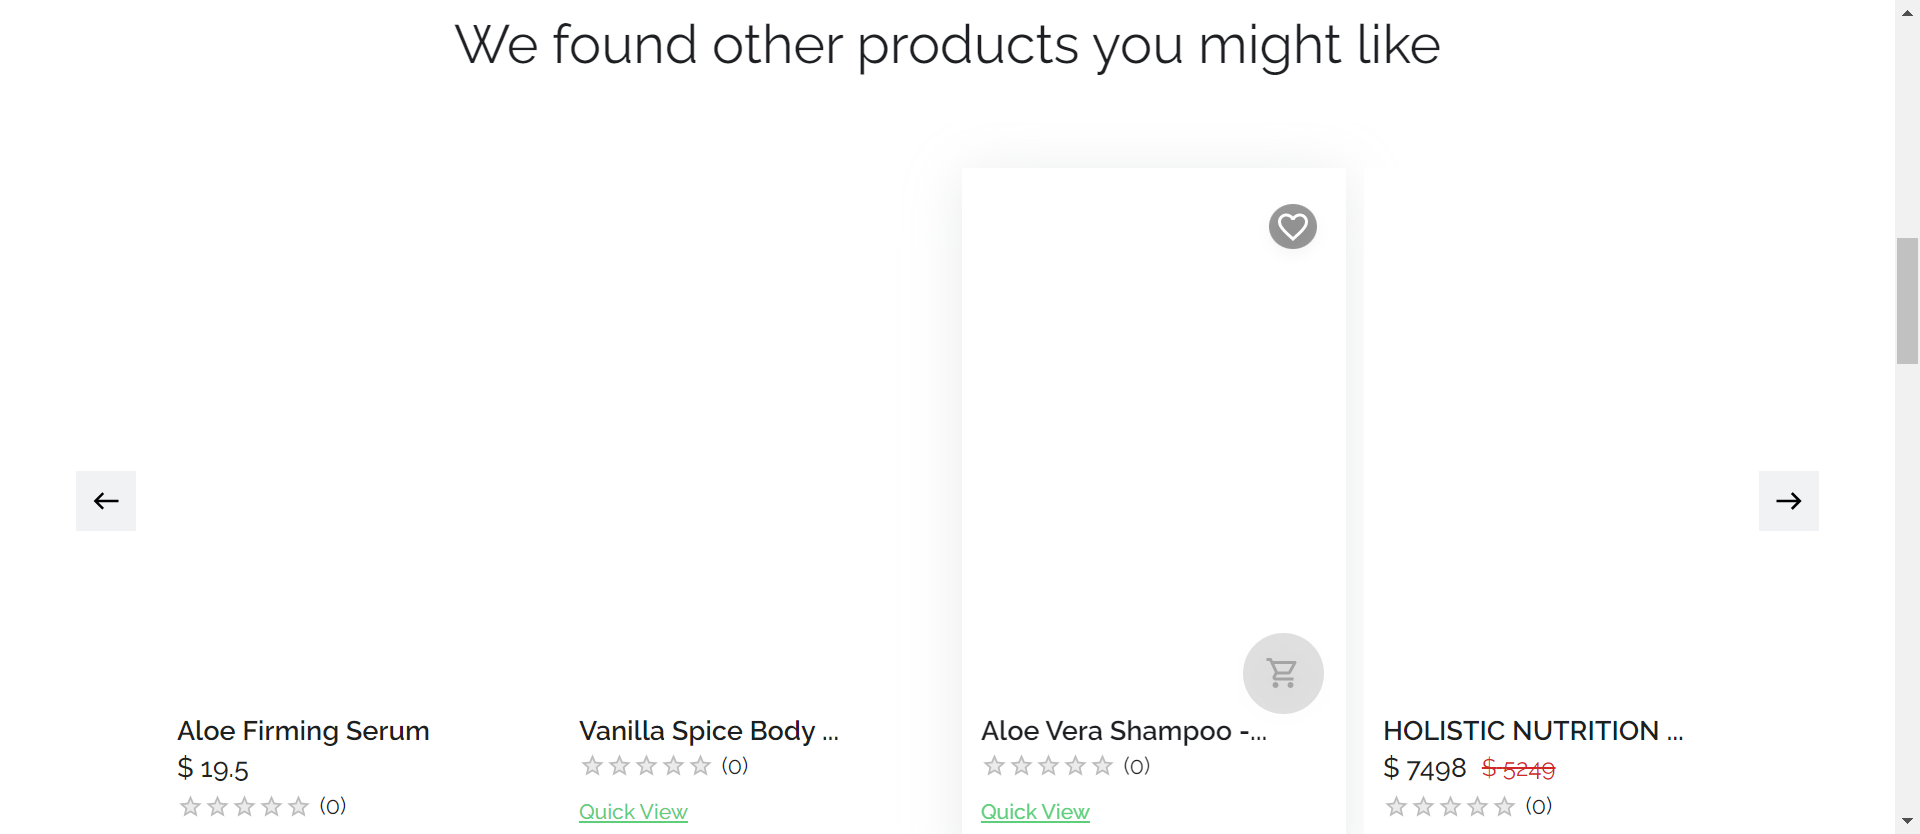 We found other products you might like
Aloe Firming Serum
$ 19.5
(0)
Vanilla Spice Body ...
(0)
Quick View
Aloe Vera Shampoo -...
(0)
Quick View
HOLISTIC NUTRITION ...
$ 7498 $ 5249
(0)